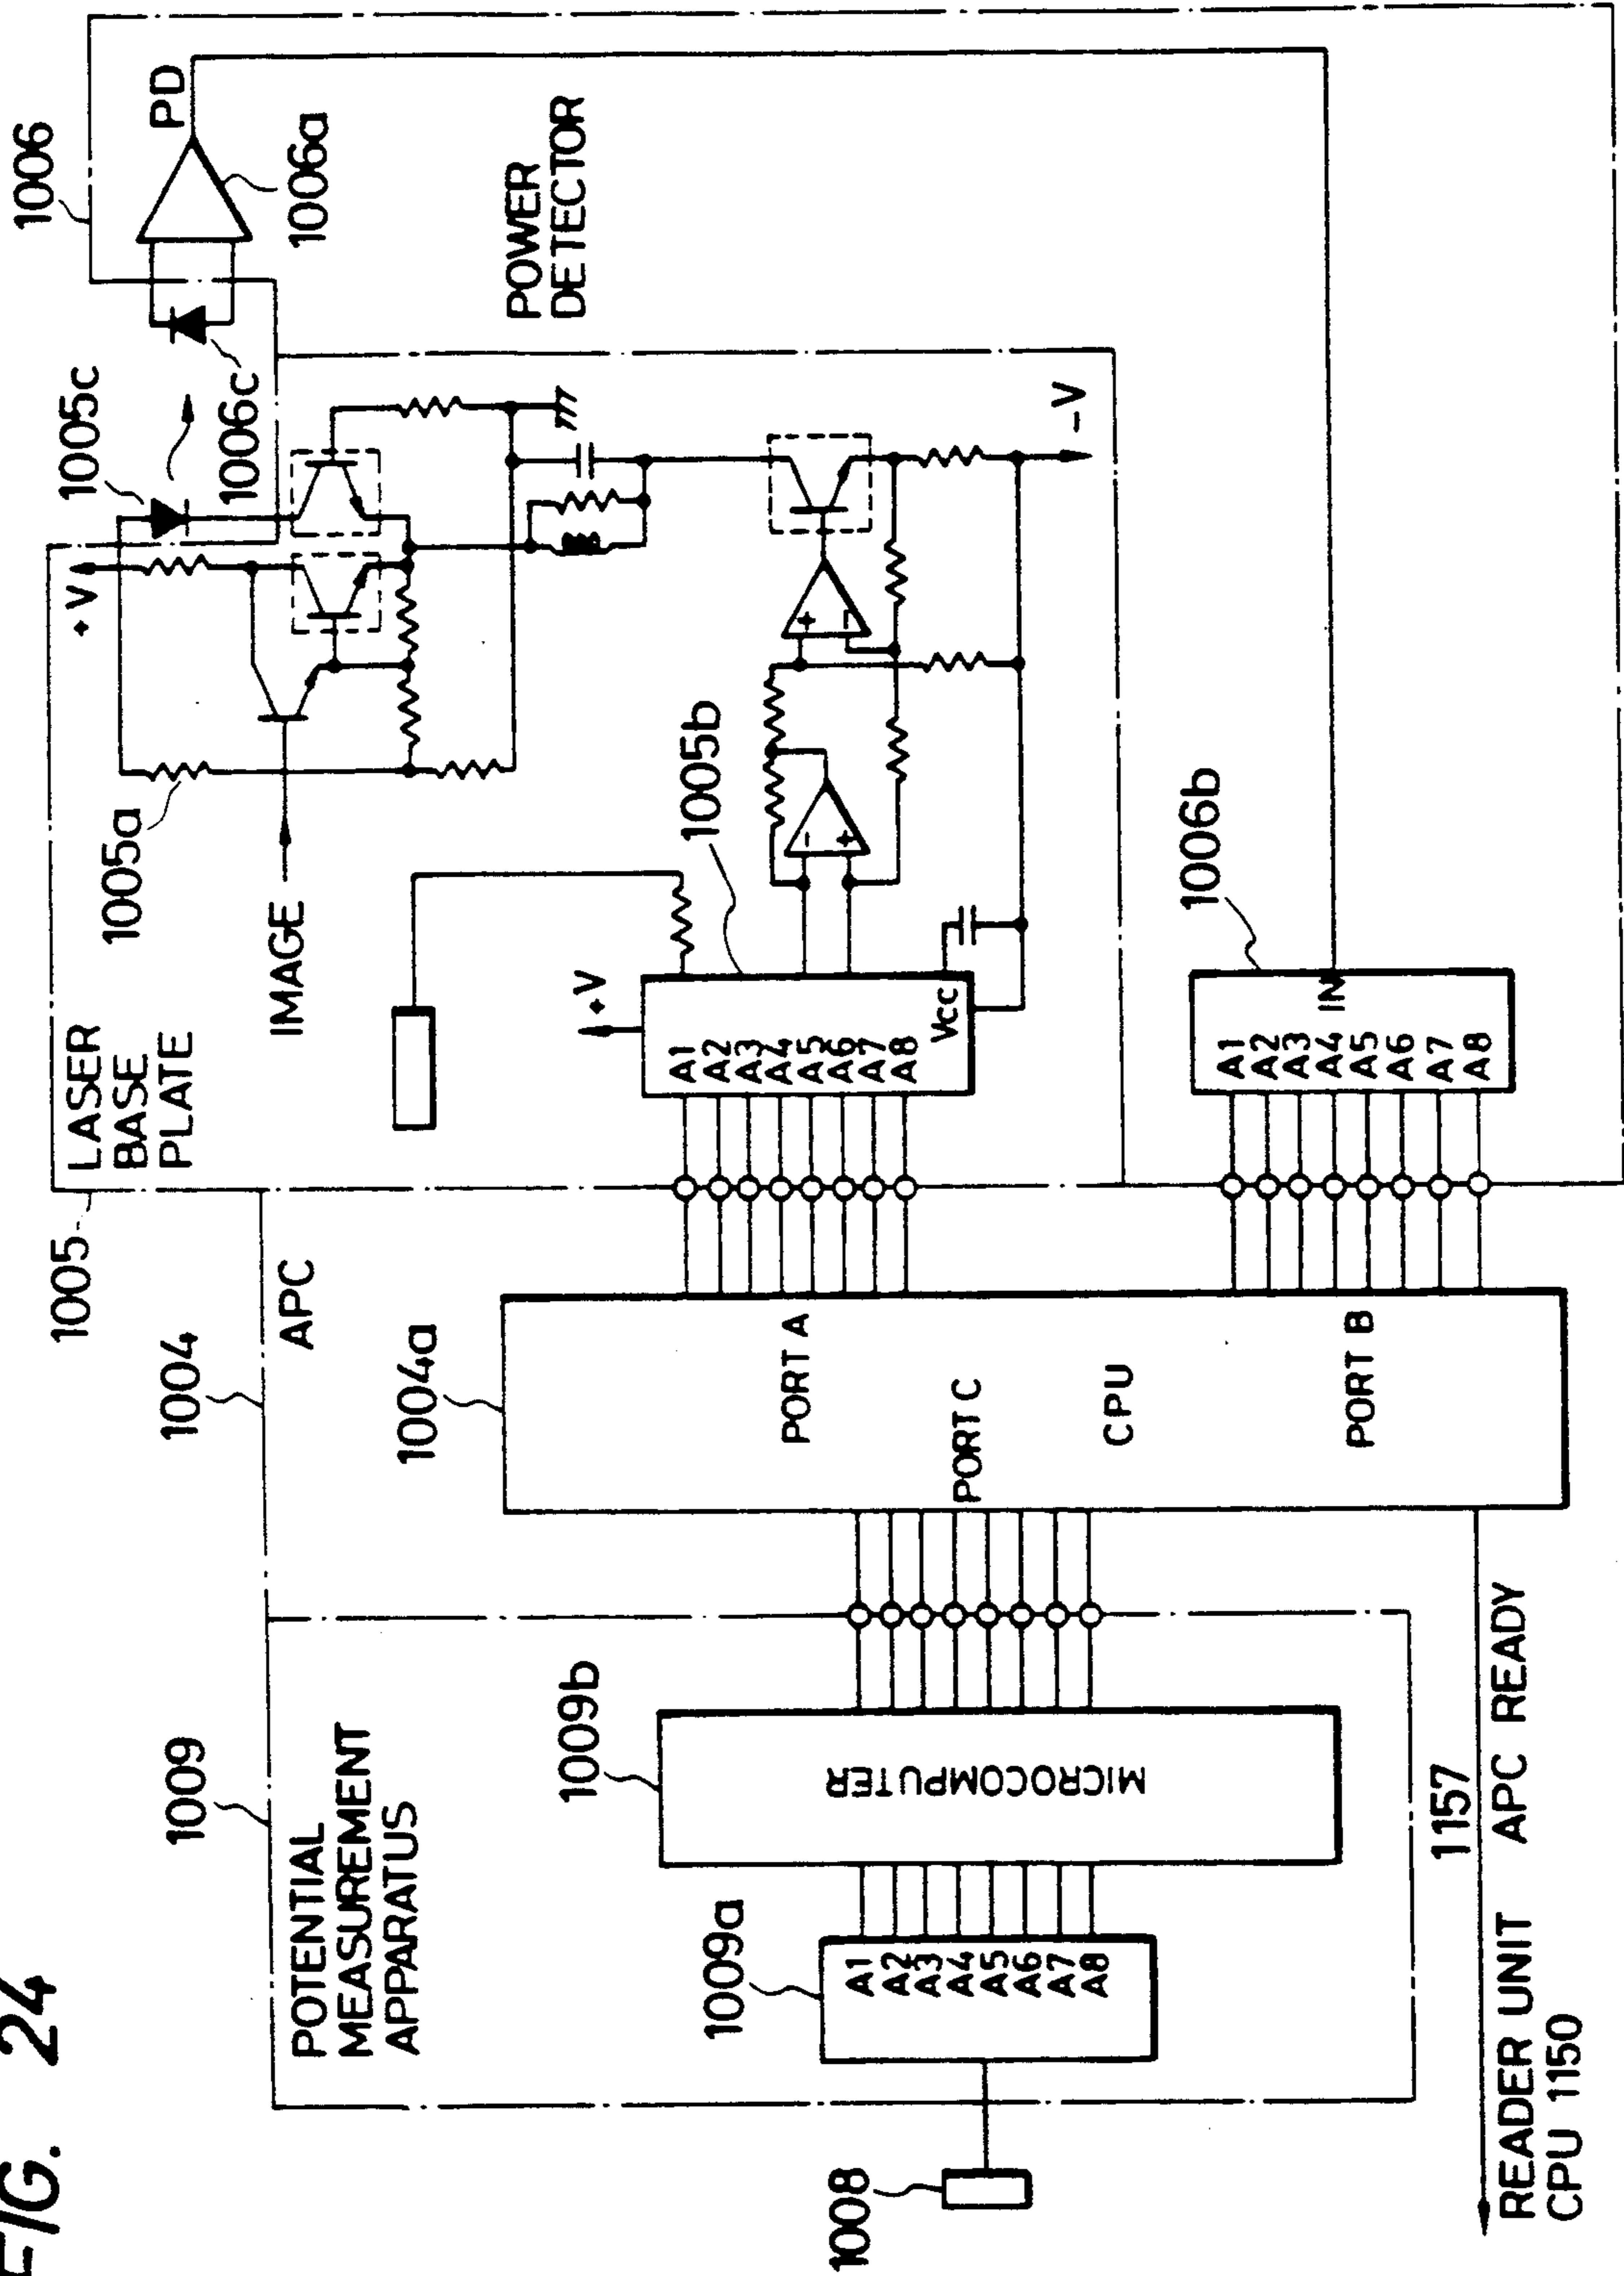 FIG. 24
1009
POTENTIAL
MEASUREMENT
APPARATUS
1008
1009a
A1
A2
A3
A4
A5
A6
A7
A8
1009b
MICROCOMPUTER
1157
READER UNIT APC READY
CPU 1150
1004
APC
1004a
PORT A
PORT C
CPU
PORT B
1005
LASER
BASE
PLATE
IMAGE
1005a
+V
1005c
1006c
+V
1005b
A1
A2
A3
A4
A5
A6
A7
A8
Vcc
-
+
+
-
-V
1006
PD
1006a
POWER
DETECTOR
1006b
A1
A2
A3
A4
A5
A6
A7
A8
IN